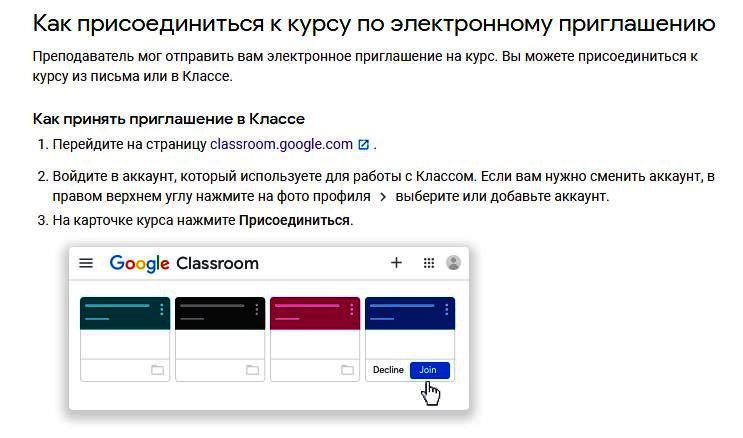 Как присоединиться к курсу по электронному приглашению
Преподаватель мог отправить вам электронное приглашение на курс. Вы можете присоединиться к
курсу из письма или в Классе.
Как принять приглашение в Классе
1. Перейдите на страницу classroom.google.com .
2. Войдите в аккаунт, который используете для работы с Классом. Если вам нужно сменить аккаунт, в
правом верхнем углу нажмите на фото профиля > выберите или добавьте аккаунт.
3. На карточке курса нажмите Присоединиться.
Google Classroom
Decline Join